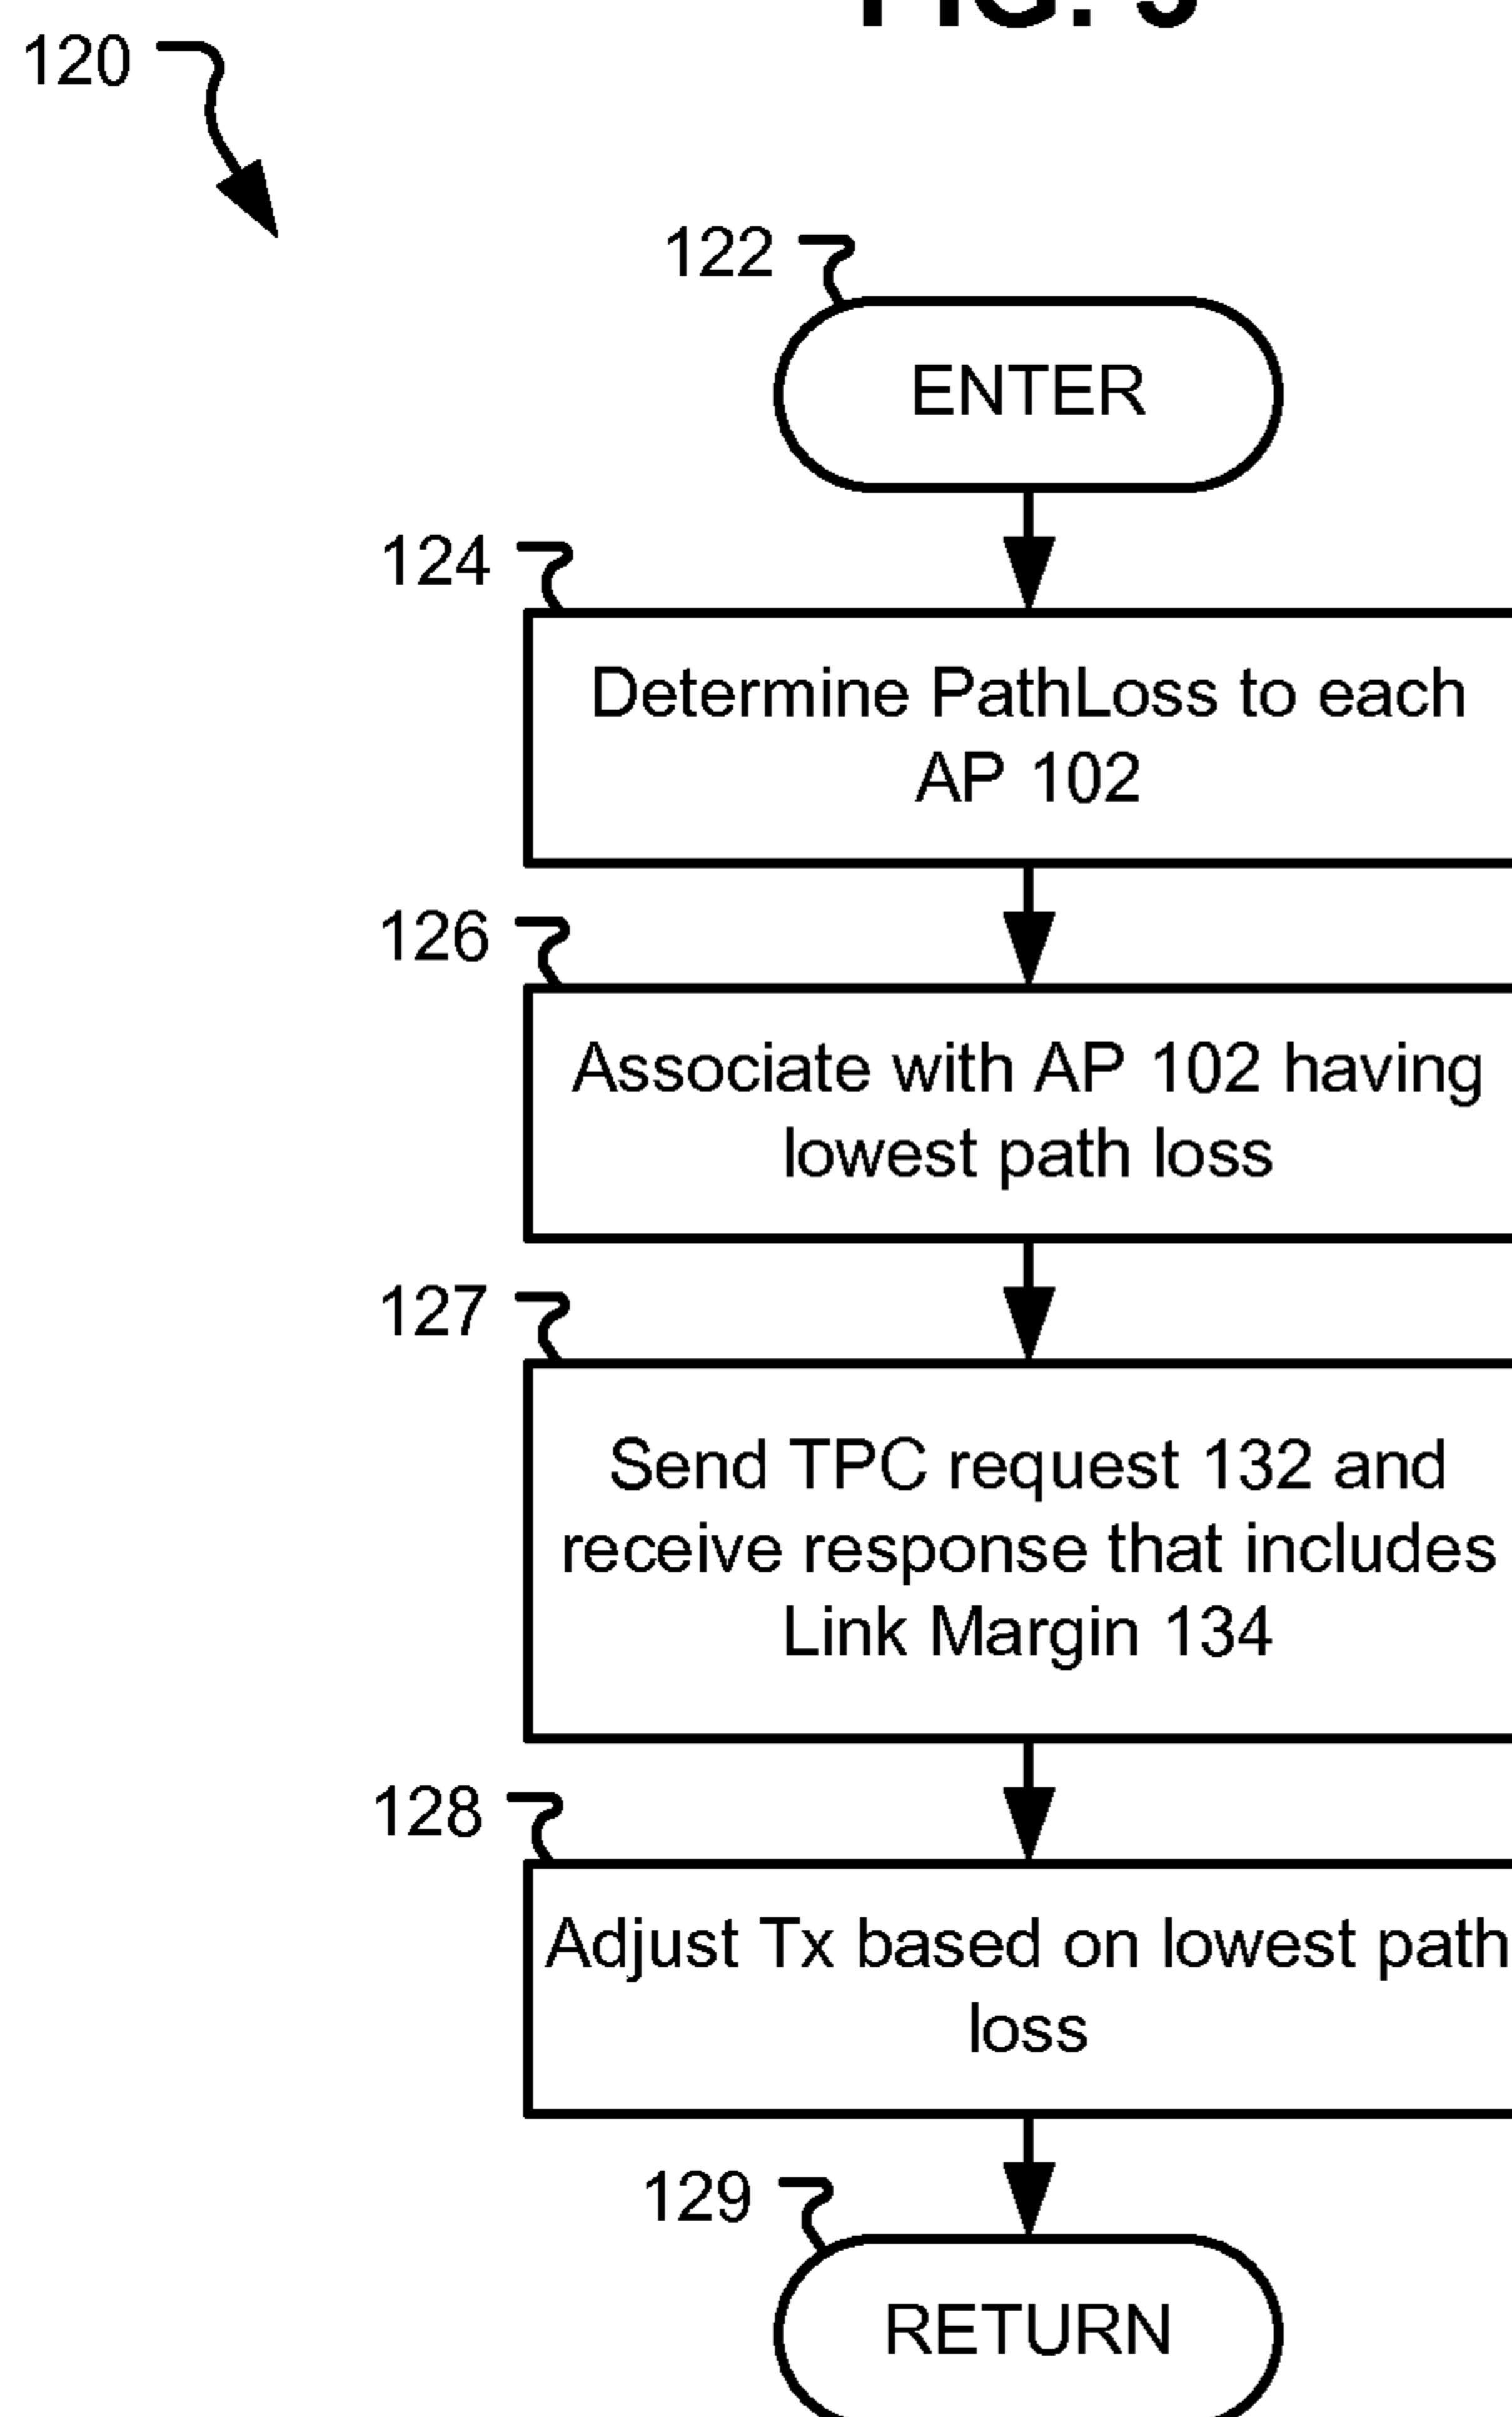 120
122
ENTER
124
Determine PathLoss to each
AP 102
126
Associate with AP 102 having
lowest path loss
127
Send TPC request 132 and
receive response that includes
Link Margin 134
128
Adjust Tx based on lowest path
loss
129
RETURN